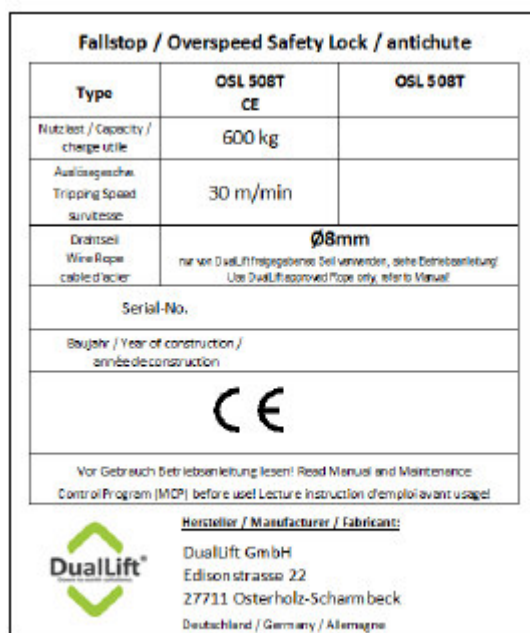 Fallstop / Overspeed Safety Lock / antichute
Type
OSL 508T
CE
OSL 508T
Nutzlast / Capacity /
charge utile
600 kg
Auslösegeschw.
Tripping Speed
survitesse
30 m/min
Drahtseil
Wire Rope
cable d'acier
Ø8mm
nur von DualLift freigegebenes Seil verwenden, siehe Betriebsanleitung!
Use DualLift approved Rope only, refer to Manual!
Serial-No.
Baujahr / Year of construction /
année de construction
CE
Vor Gebrauch Betriebsanleitung lesen! Read Manual and Maintenance
Control Program (MCP) before use! Lecture instruction d'emploi avant usage!
Hersteller / Manufacturer / Fabricant:
DualLift®
DualLift GmbH
Edisonstrasse 22
27711 Osterholz-Scharmbeck
Deutschland / Germany / Allemagne